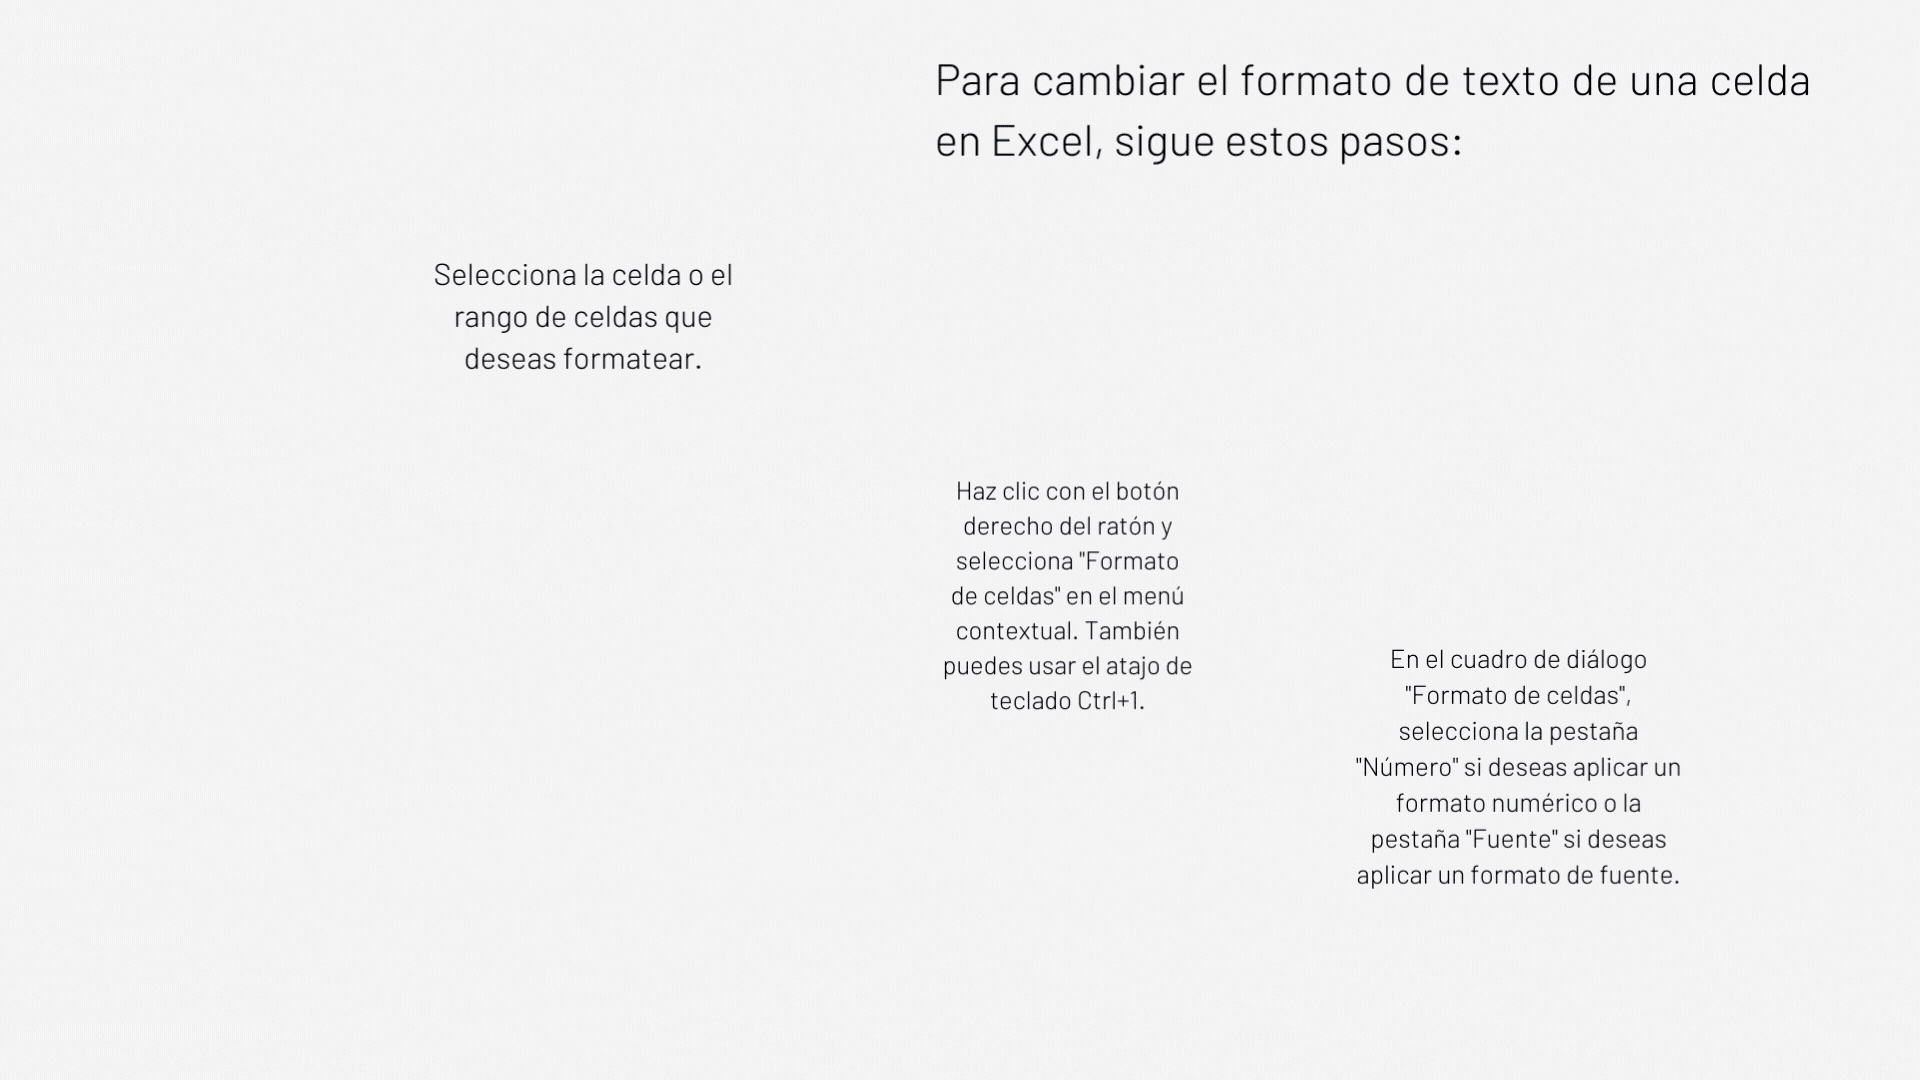 Para cambiar el formato de texto de una celda
en Excel, sigue estos pasos:
Selecciona la celda o el
rango de celdas que
deseas formatear.
Haz clic con el botón
derecho del ratón y
selecciona "Formato
de celdas" en el menú
contextual. También
puedes usar el atajo de
teclado Ctrl+1.
En el cuadro de diálogo
"Formato de celdas",
selecciona la pestaña
"Número" si deseas aplicar un
formato numérico o la
pestaña "Fuente" si deseas
aplicar un formato de fuente.